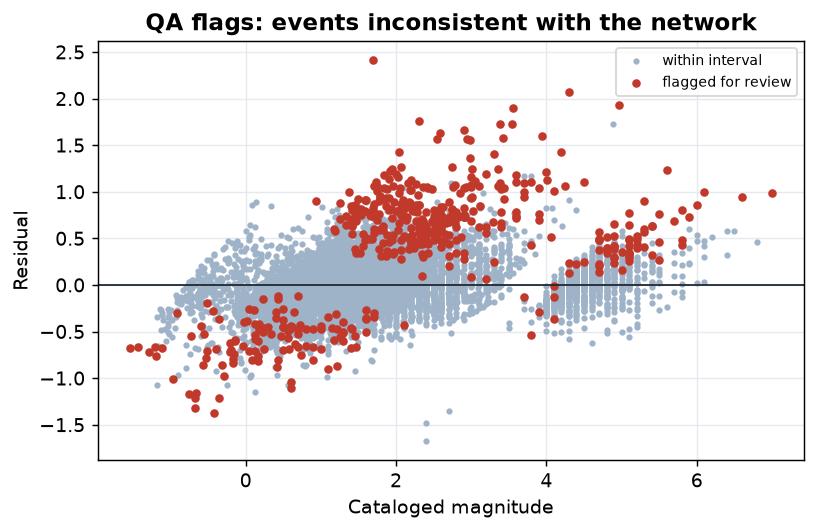 QA flags: events inconsistent with the network
within interval
flagged for review
2.5
2.0
1.5
1.0
0.5
0.0
−0.5
−1.0
−1.5
Residual
0 2 4 6
Cataloged magnitude